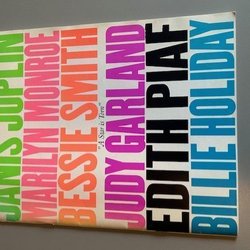 JANIS JOPLIN
MARILYN MONROE
BESSIE SMITH
"A Star is Torn"
JUDY GARLAND
EDITH PIAF
BILLIE HOLIDAY